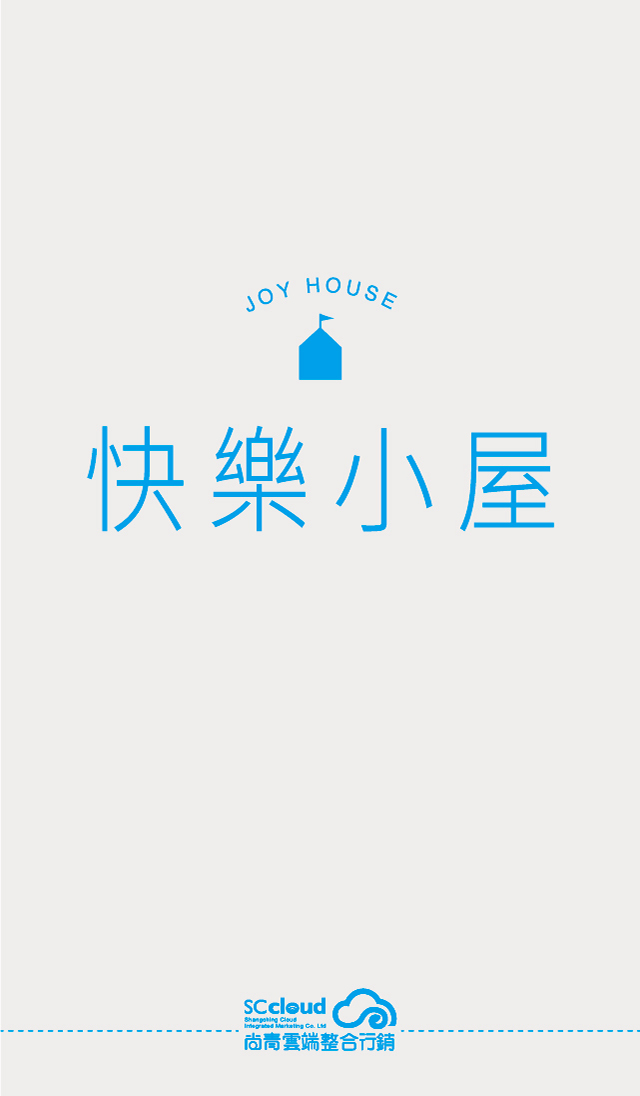 JOY HOUSE
快樂小屋
SCcloud
Shangching Cloud
Integrated Marketing Co. Ltd
尚青雲端整合行銷